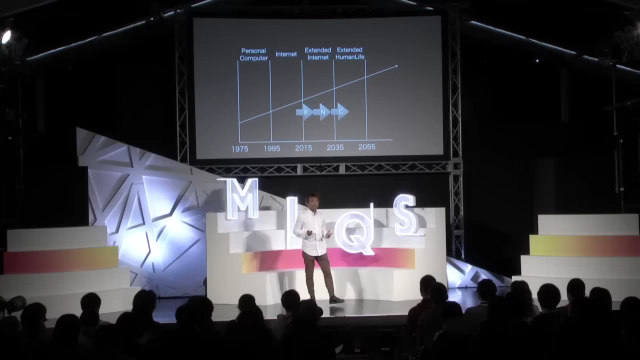 Personal
Computer
Internet
Extended
Internet
Extended
HumanLife
R
N
G
1975
1995
2015
2035
2055
MIQS